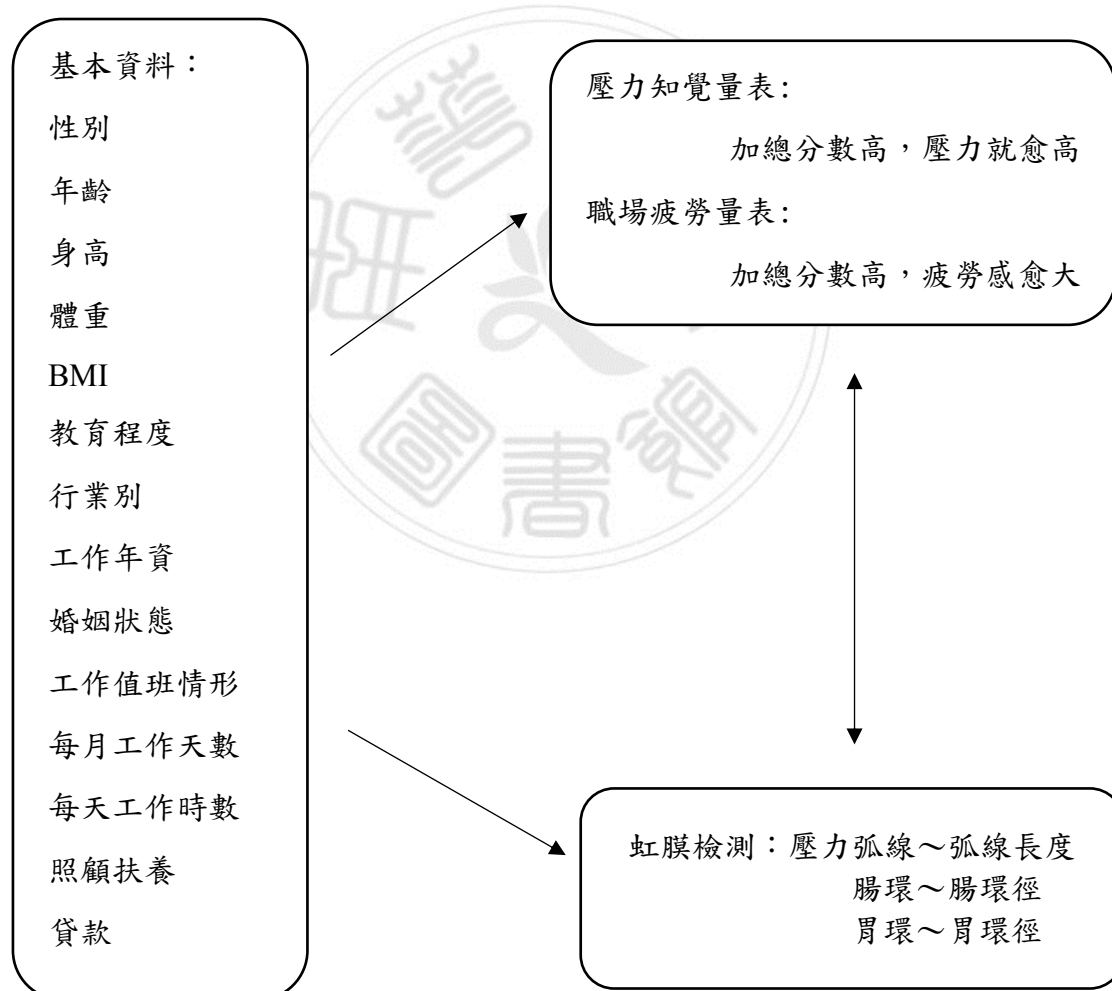 基本資料：
性別
年齡
身高
體重
BMI
教育程度
行業別
工作年資
婚姻狀態
工作值班情形
每月工作天數
每天工作時數
照顧扶養
貸款
壓力知覺量表:
加總分數高，壓力就愈高
職場疲勞量表:
加總分數高，疲勞感愈大
虹膜檢測：壓力弧線～弧線長度
腸環～腸環徑
胃環～胃環徑